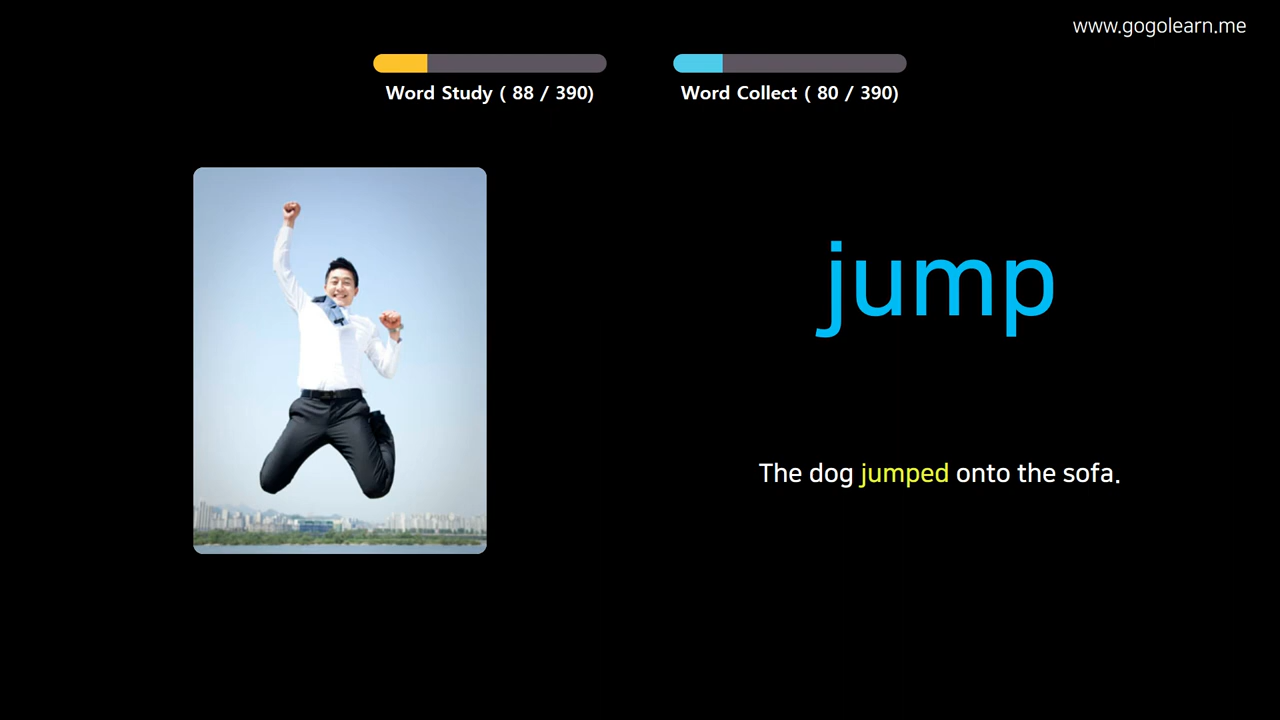 www.gogolearn.me
Word Study ( 88 / 390)
Word Collect ( 80 / 390)
jump
The dog jumped onto the sofa.